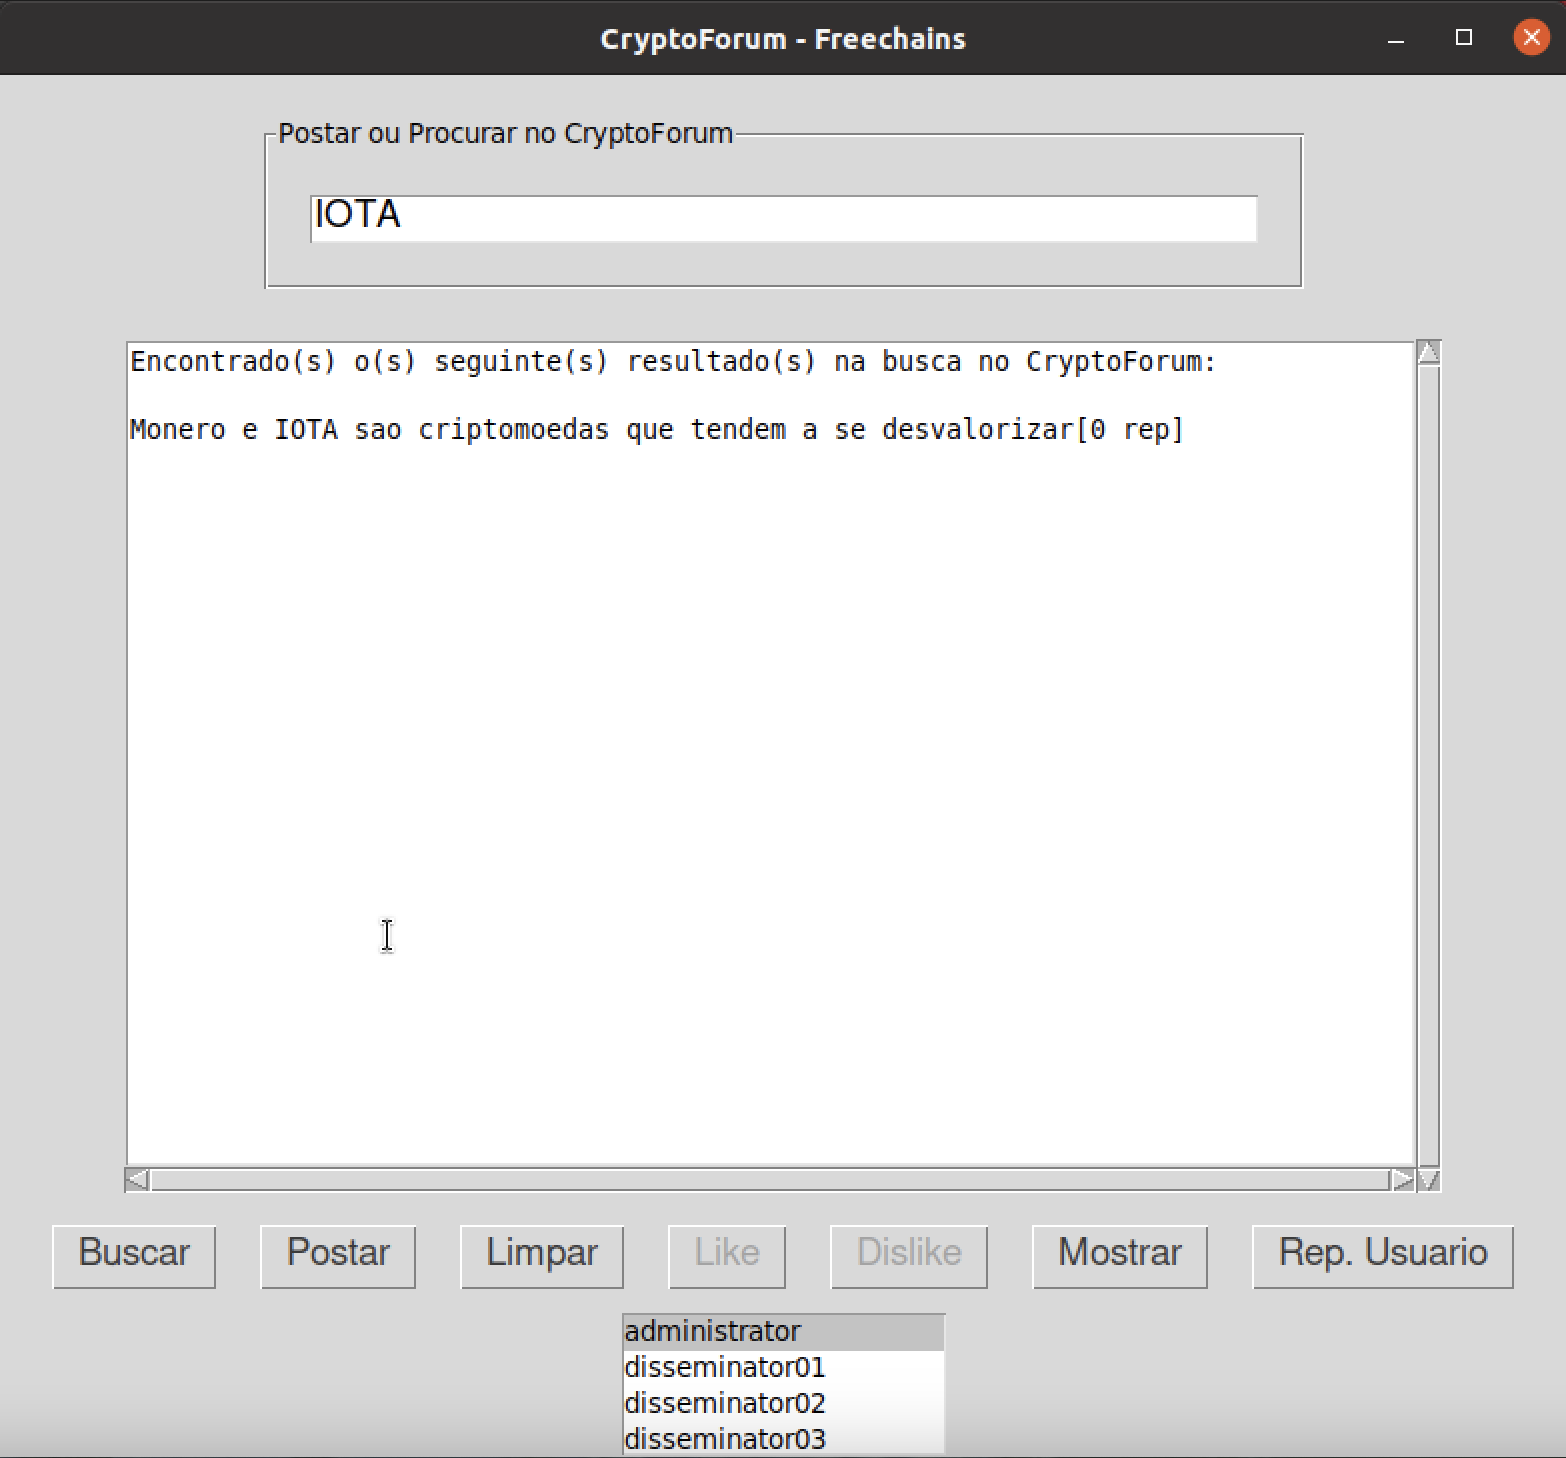 CryptoForum - Freechains
Postar ou Procurar no CryptoForum
IOTA
Encontrado(s) o(s) seguinte(s) resultado(s) na busca no CryptoForum:
Monero e IOTA sao criptomoedas que tendem a se desvalorizar[0 rep]
Buscar Postar Limpar Like Dislike Mostrar Rep. Usuario
administrator
disseminator01
disseminator02
disseminator03